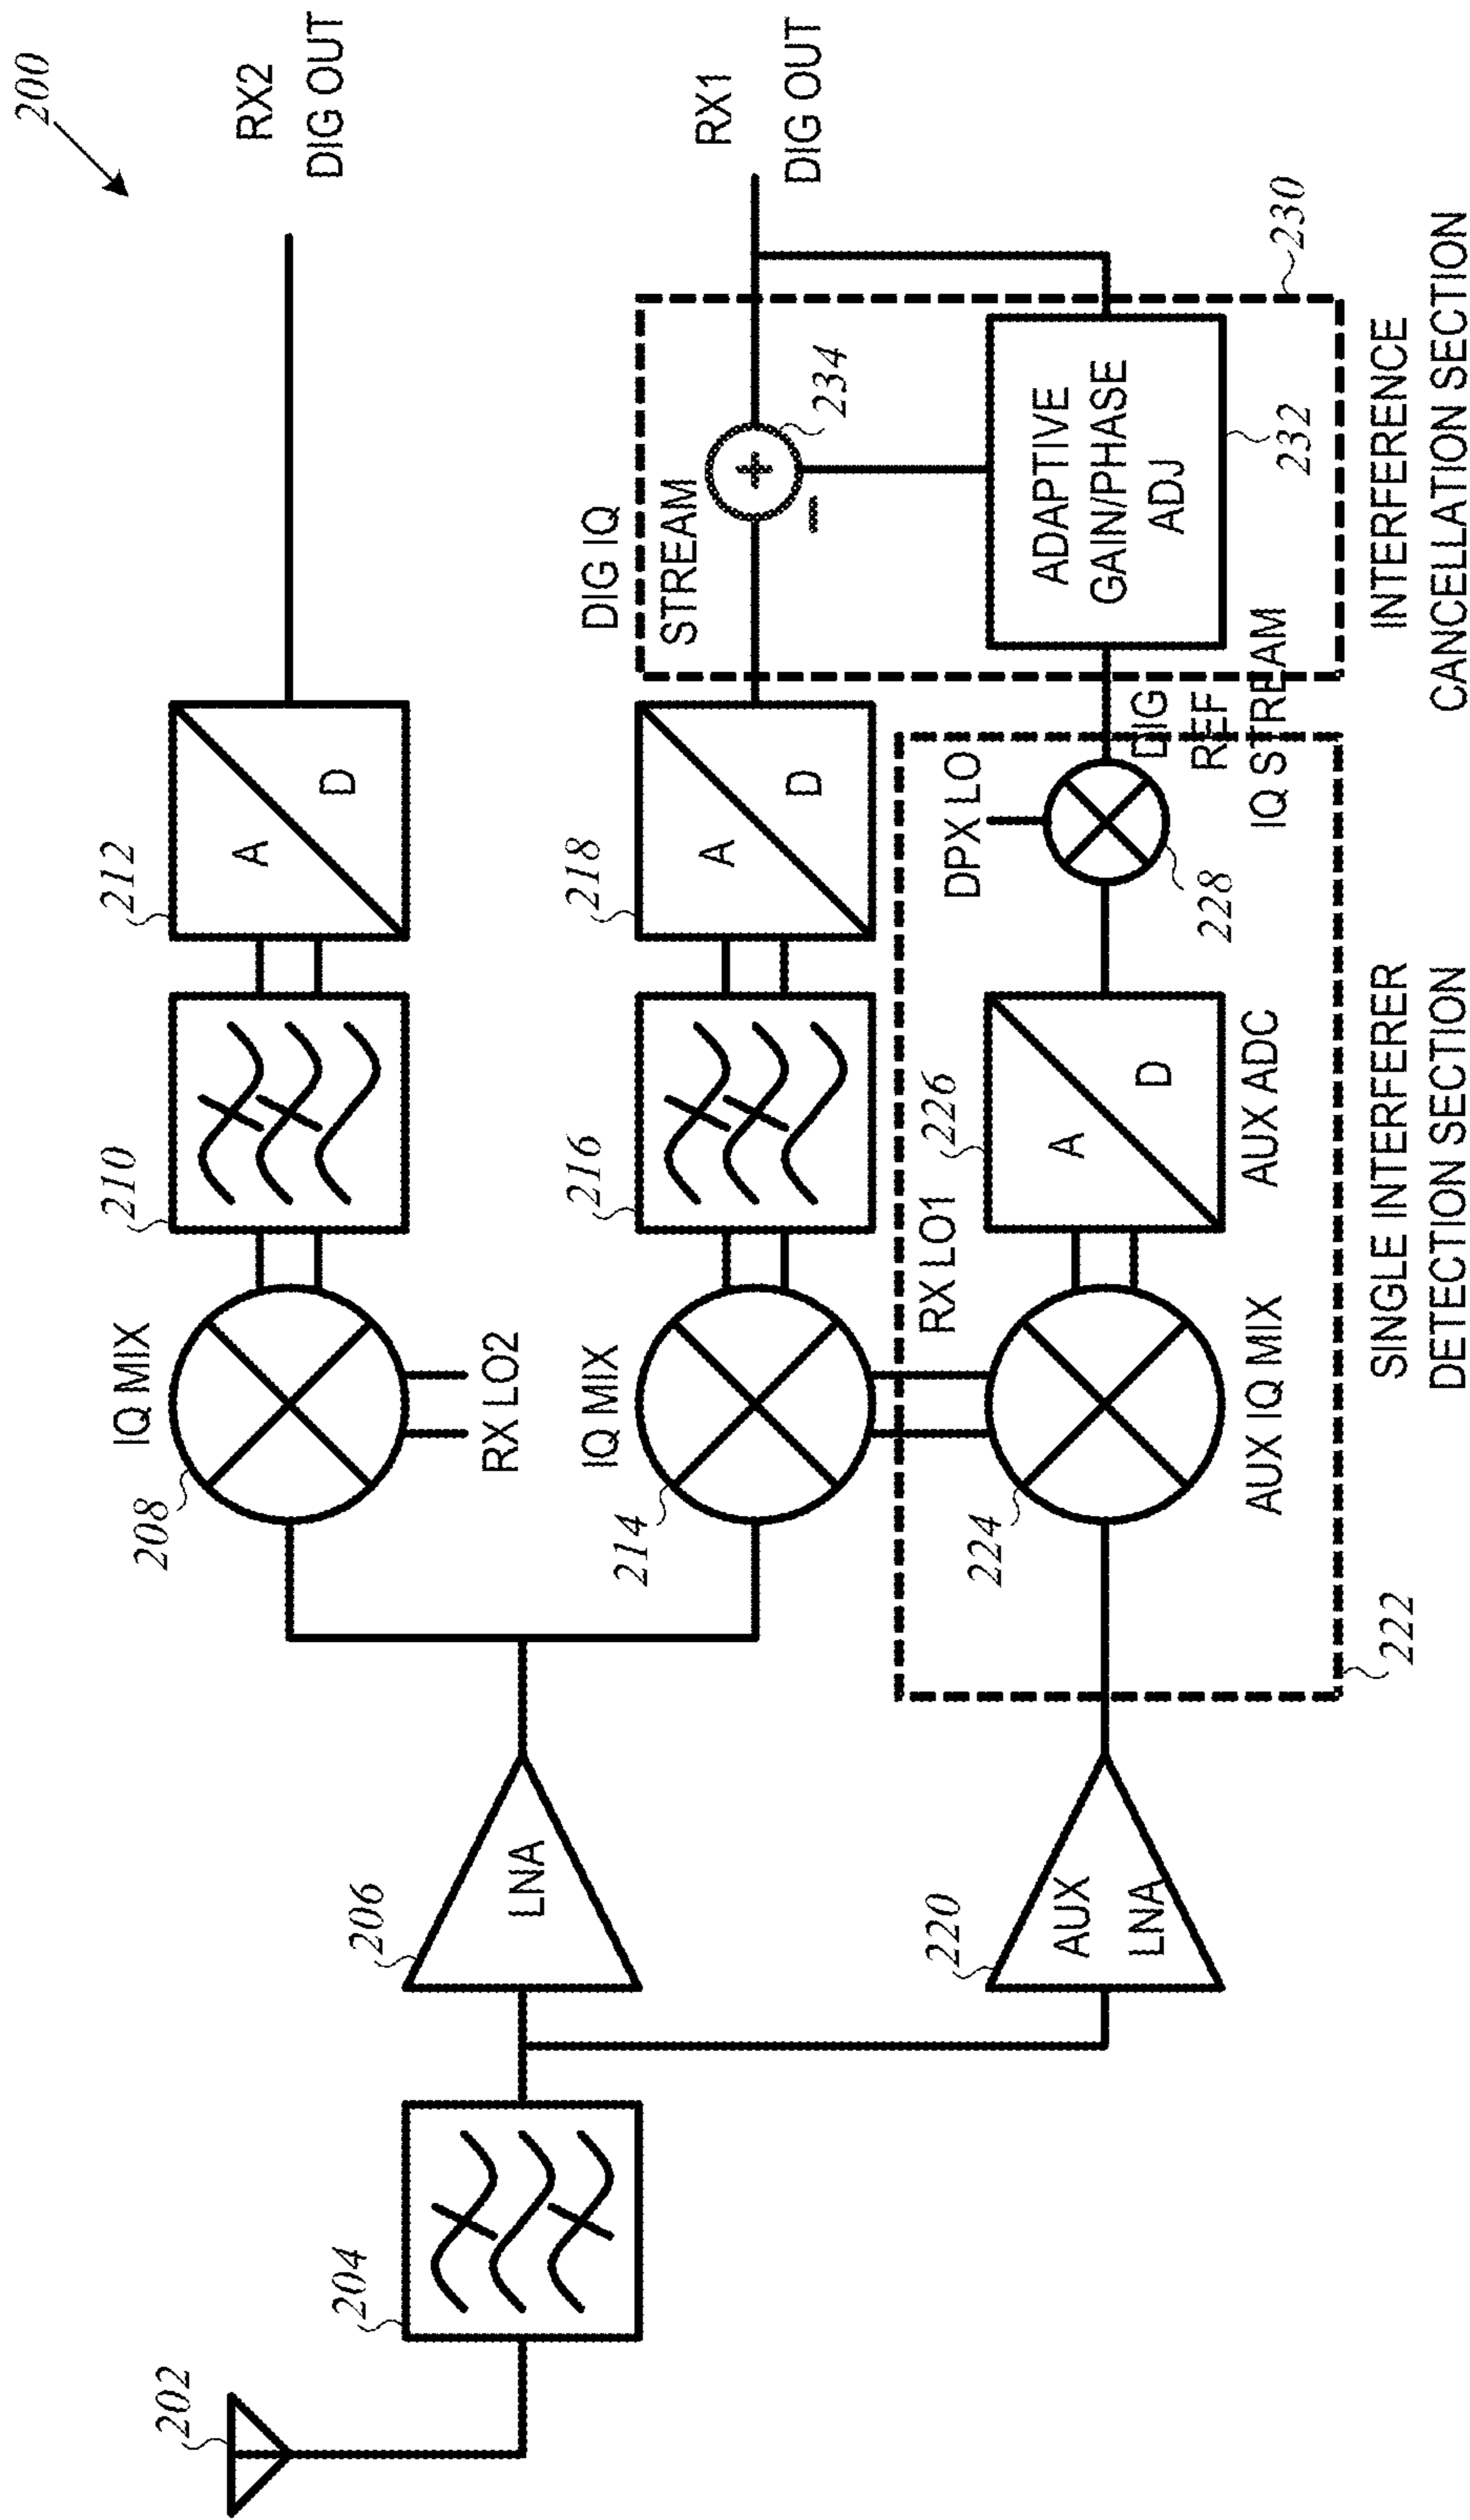 200
202
204
206
LNA
220
AUX
LNA
208
IQ MIX
RX LO2
210
212
A
D
RX2
DIG OUT
214
IQ MIX
216
218
A
D
DIG IQ
STREAM
234
RX1
DIG OUT
RX LO1
224
AUX IQ MIX
226
A
D
AUX ADC
DPX LO
228
DIG
REF
IQ STREAM
ADAPTIVE
GAIN/PHASE
ADJ
232
+
–
230
222
SINGLE INTERFERER
DETECTION SECTION
INTERFERENCE
CANCELLATION SECTION